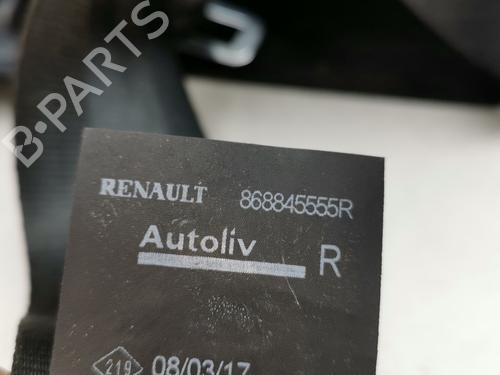 B-PARTS
RENAULT 868845555R
Autoliv R
219 08/03/17